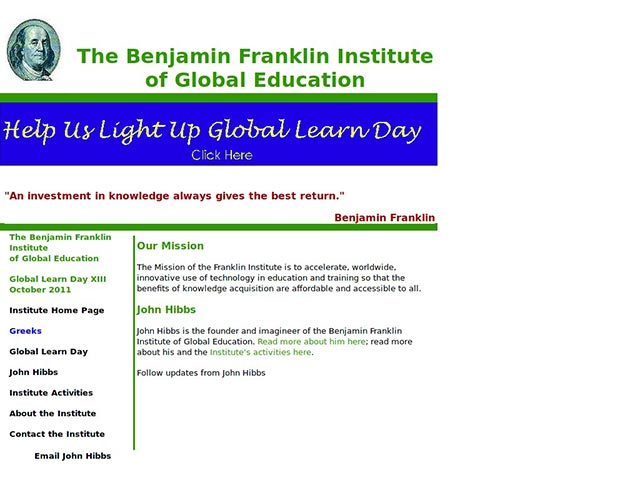 The Benjamin Franklin Institute
of Global Education
Help Us Light Up Global Learn Day
Click Here
"An investment in knowledge always gives the best return."
Benjamin Franklin
The Benjamin Franklin
Institute
of Global Education
Global Learn Day XIII
October 2011
Institute Home Page
Greeks
Global Learn Day
John Hibbs
Institute Activities
About the Institute
Contact the Institute
Email John Hibbs
Our Mission
The Mission of the Franklin Institute is to accelerate, worldwide,
innovative use of technology in education and training so that the
benefits of knowledge acquisition are affordable and accessible to all.
John Hibbs
John Hibbs is the founder and imagineer of the Benjamin Franklin
Institute of Global Education. Read more about him here; read more
about his and the Institute's activities here.
Follow updates from John Hibbs